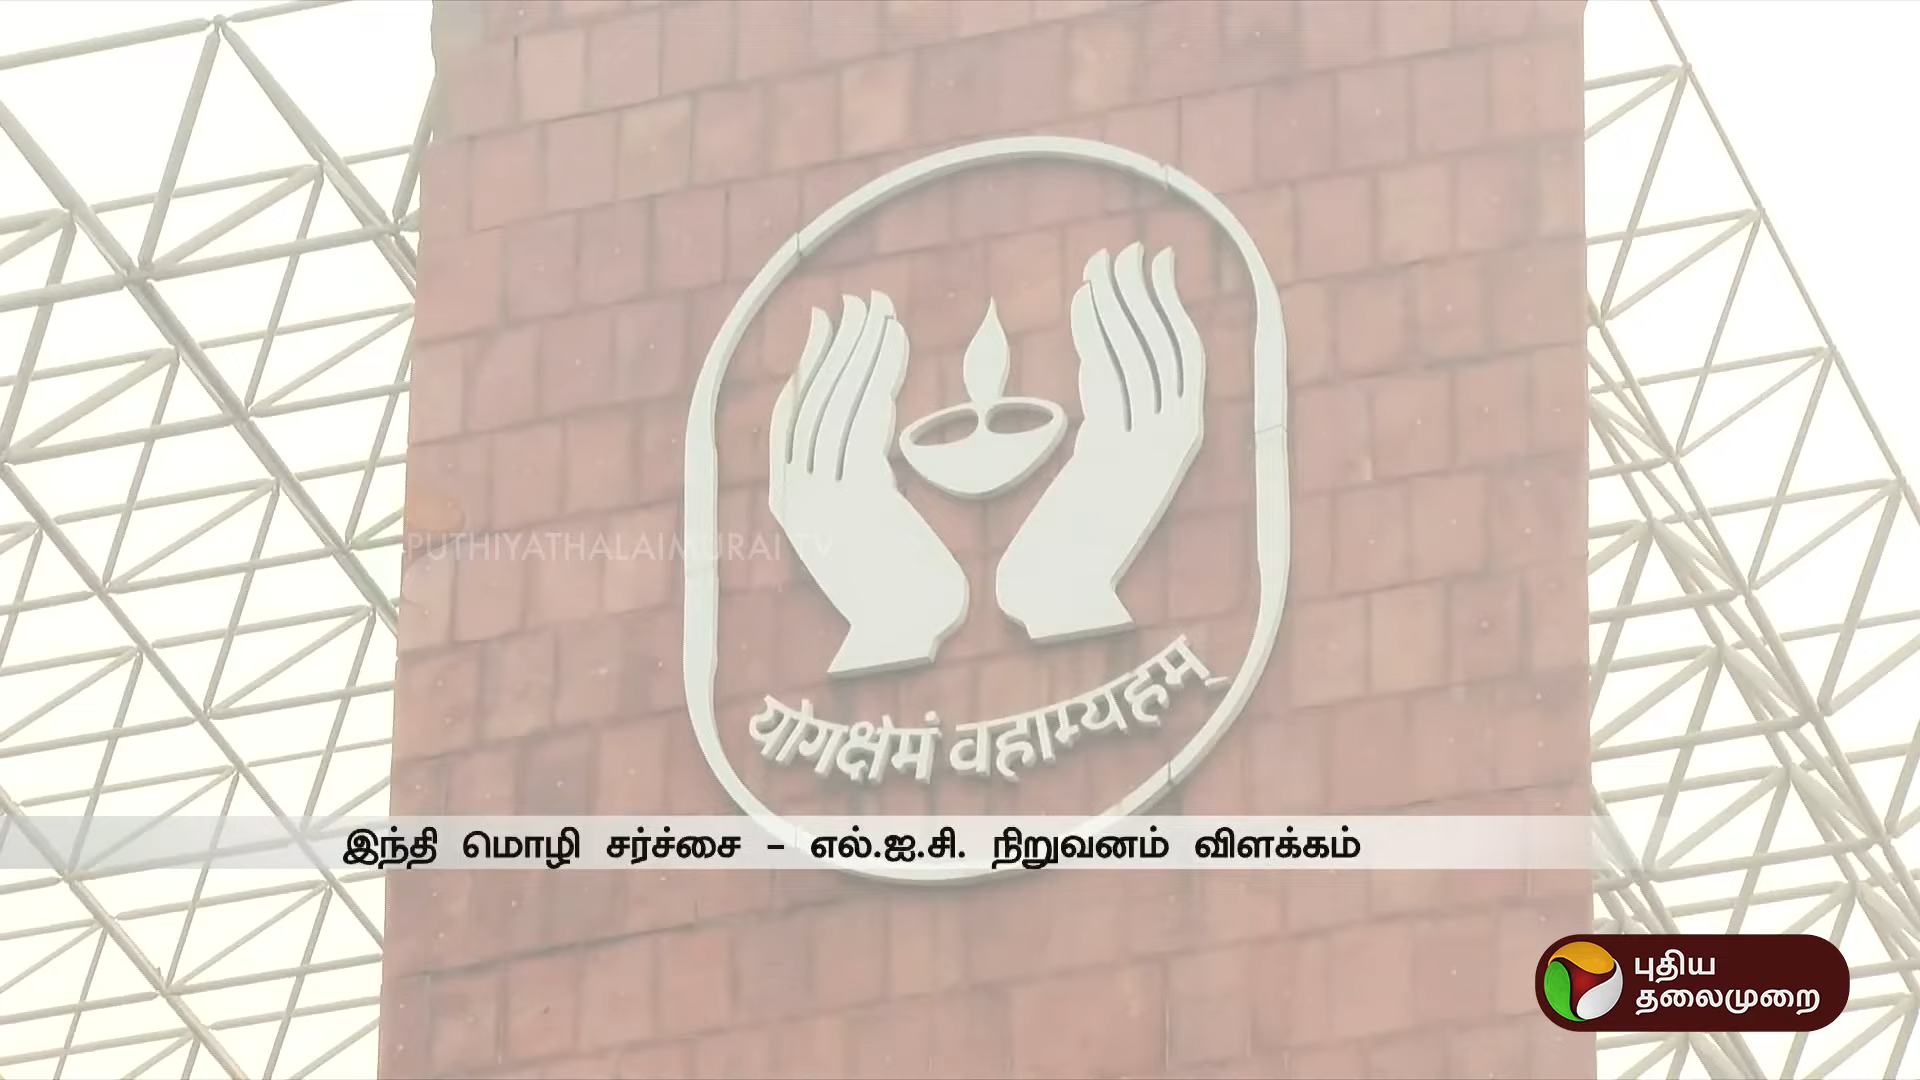 PUTHIYATHALAIMURAI TV
योगक्षेमं वहाम्यहम्
இந்தி மொழி சர்ச்சை – எல்.ஐ.சி. நிறுவனம் விளக்கம்
புதிய
தலைமுறை